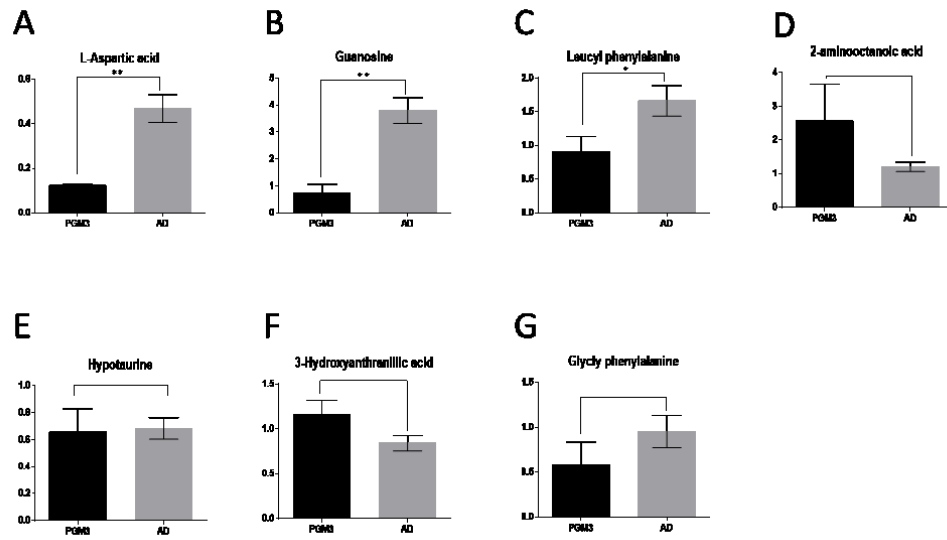 A
L-Aspartic acid
**
0.6
0.4
0.2
0.0
PGM3
AD
B
Guanosine
**
5
4
3
2
1
0
PGM3
AD
C
Leucyl phenylalanine
*
2.0
1.5
1.0
0.5
0.0
PGM3
AD
D
2-aminooctanoic acid
4
3
2
1
0
PGM3
AD
E
Hypotaurine
1.0
0.8
0.6
0.4
0.2
0.0
PGM3
AD
F
3-Hydroxyanthranilic acid
1.5
1.0
0.5
0.0
PGM3
AD
G
Glycly phenylalanine
1.5
1.0
0.5
0.0
PGM3
AD